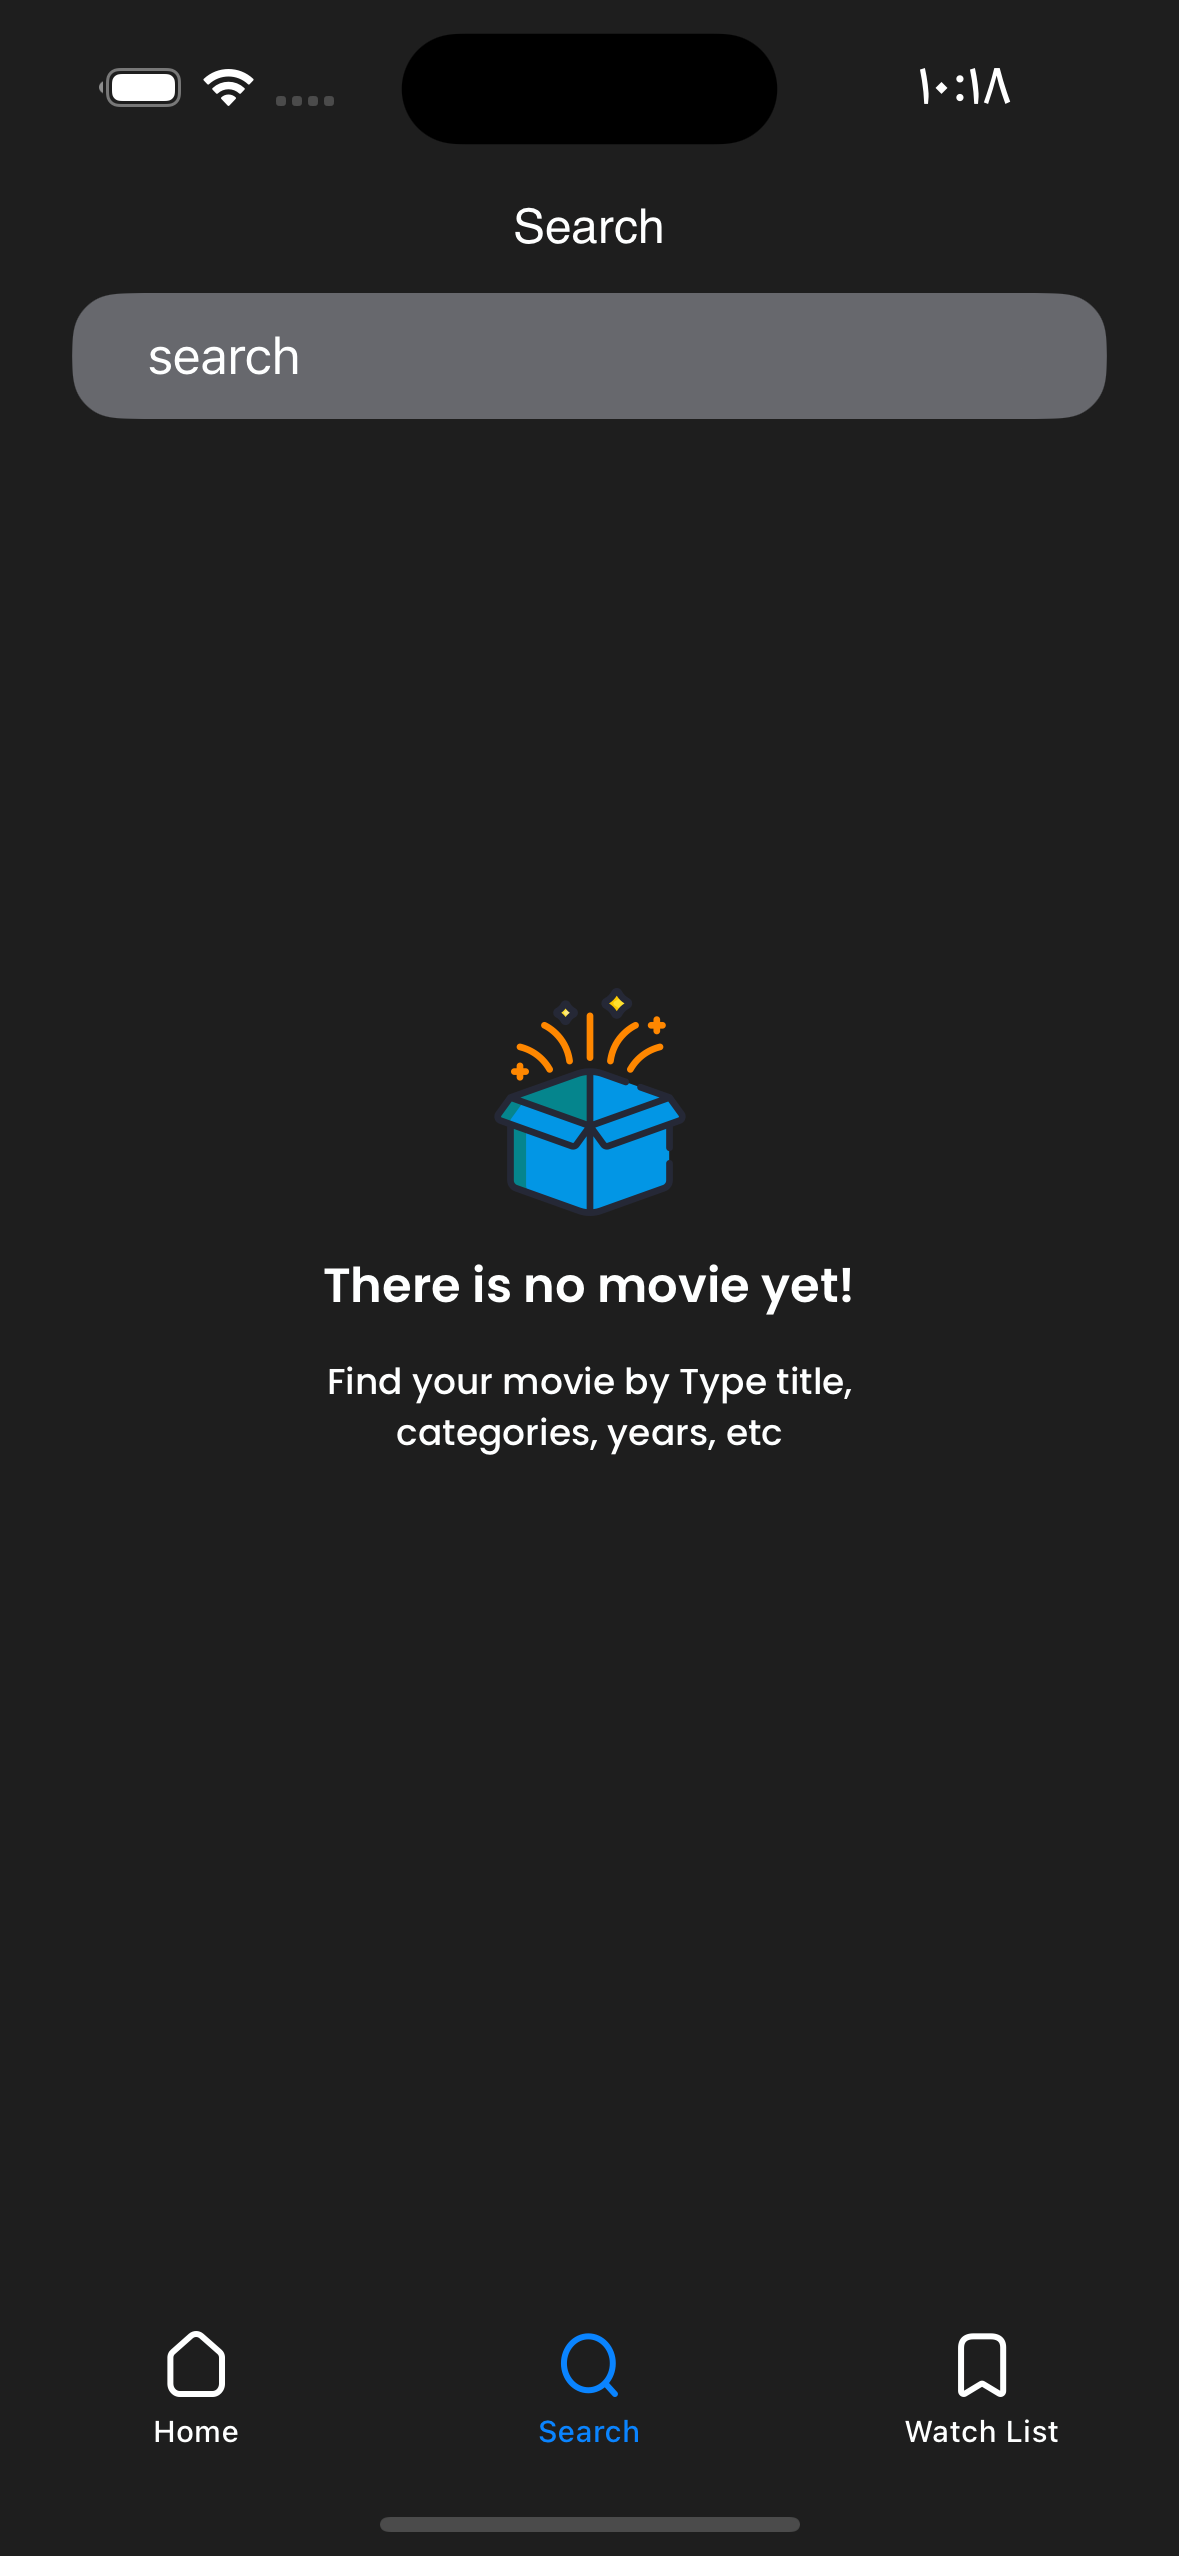 ١٠:١٨
Search
search
There is no movie yet!
Find your movie by Type title,
categories, years, etc
Home
Search
Watch List